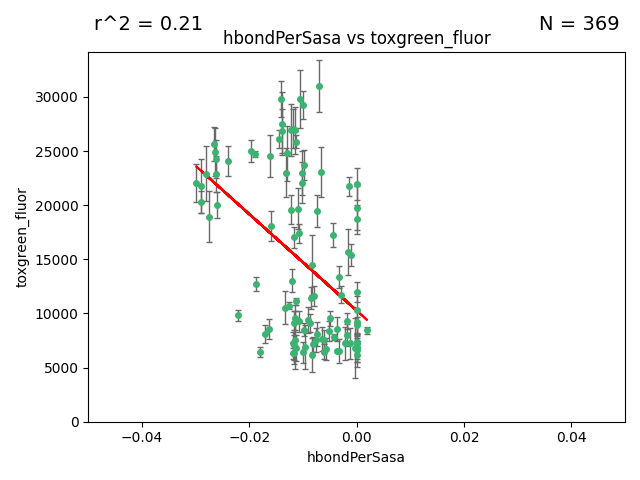 r^2 = 0.21
N = 369
hbondPerSasa vs toxgreen_fluor
30000
25000
20000
15000
10000
5000
0
toxgreen_fluor
−0.04
−0.02
0.00
0.02
0.04
hbondPerSasa